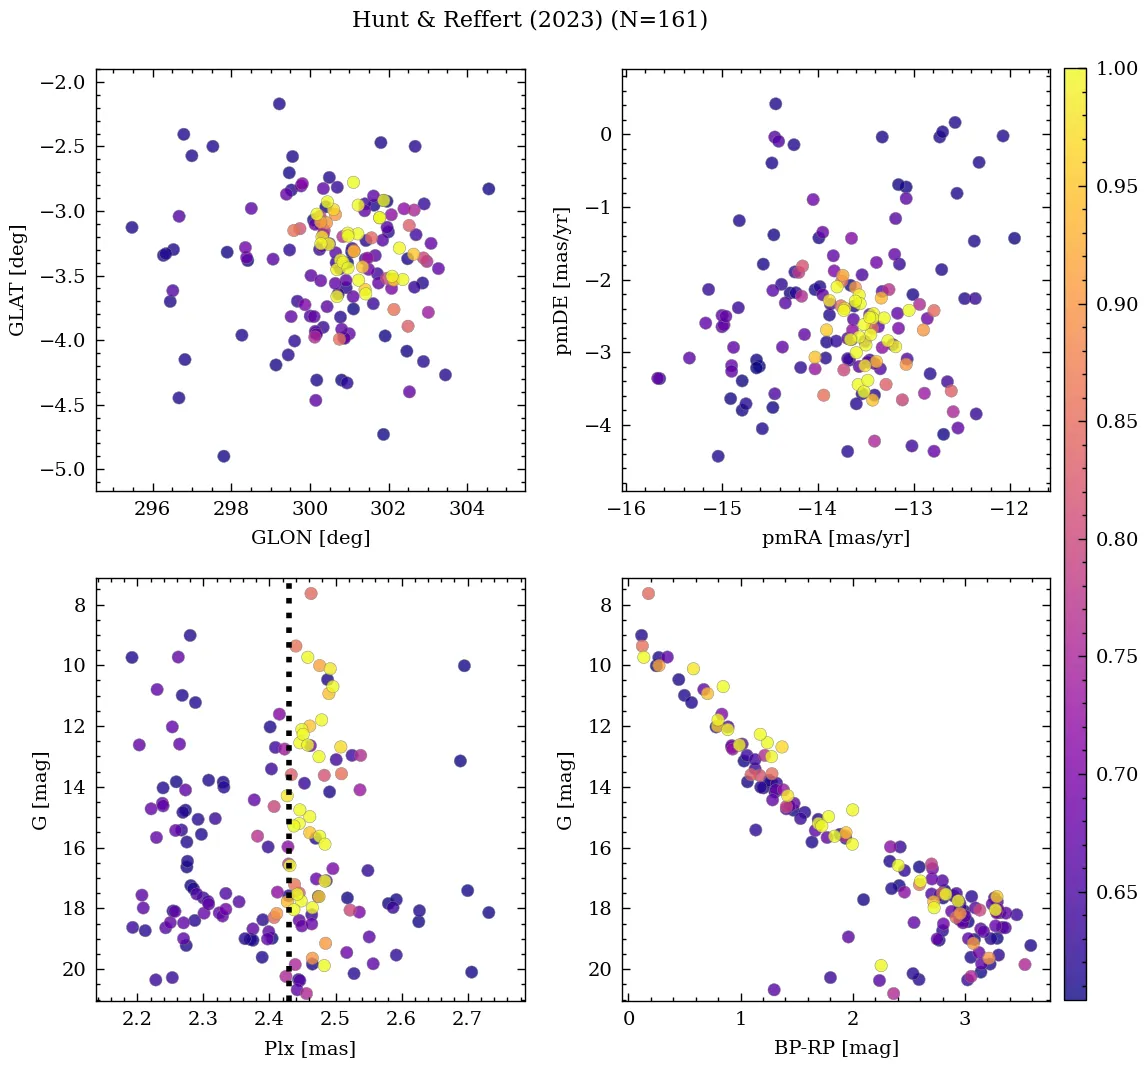 Hunt & Reffert (2023) (N=161)
−2.0
−2.5
−3.0
−3.5
−4.0
−4.5
−5.0
GLAT [deg]
296 298 300 302 304
GLON [deg]
0
−1
−2
−3
−4
pmDE [mas/yr]
−16 −15 −14 −13 −12
pmRA [mas/yr]
8
10
12
14
16
18
20
G [mag]
2.2 2.3 2.4 2.5 2.6 2.7
Plx [mas]
8
10
12
14
16
18
20
G [mag]
0 1 2 3
BP-RP [mag]
1.00
0.95
0.90
0.85
0.80
0.75
0.70
0.65